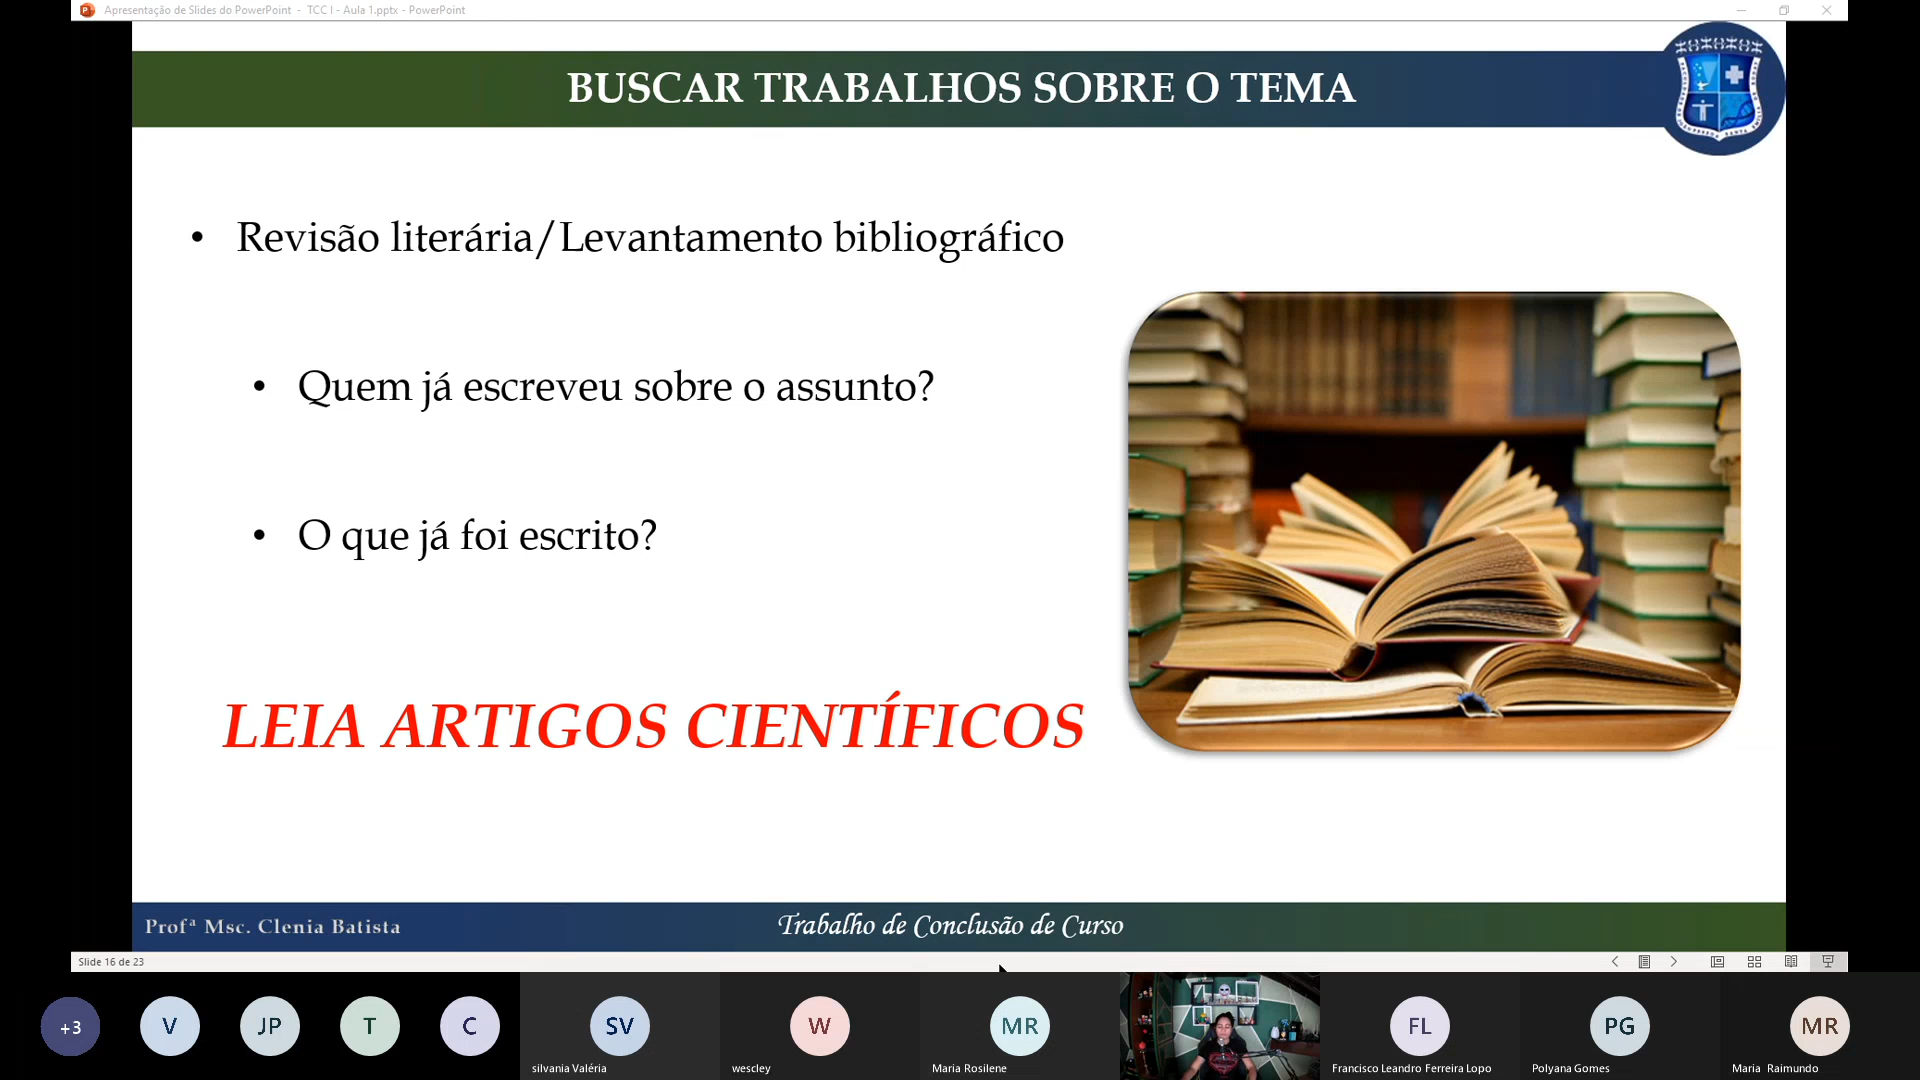 Apresentação de Slides do PowerPoint - TCC I - Aula 1.pptx - PowerPoint
BUSCAR TRABALHOS SOBRE O TEMA
• Revisão literária/Levantamento bibliográfico
• Quem já escreveu sobre o assunto?
• O que já foi escrito?
LEIA ARTIGOS CIENTÍFICOS
Profª Msc. Clenia Batista
Trabalho de Conclusão de Curso
Slide 16 de 23
+3
V
JP
T
C
SV
W
MR
FL
PG
MR
silvania Valéria
wescley
Maria Rosilene
Francisco Leandro Ferreira Lopo
Polyana Gomes
Maria Raimundo